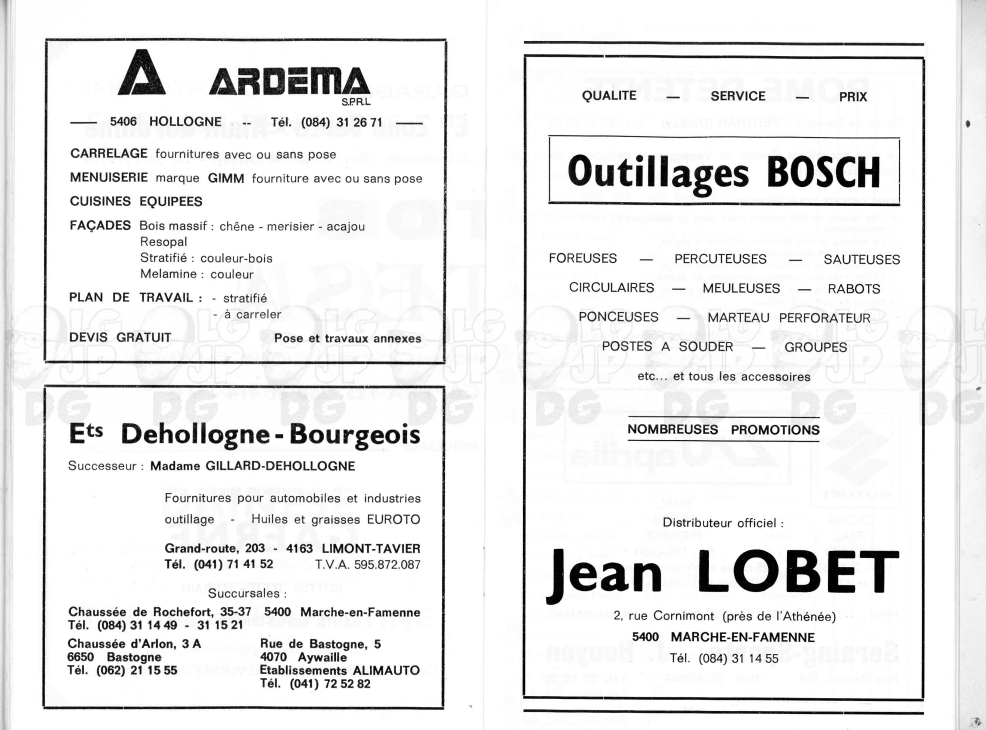 ARDEMA
S.P.R.L
5406 HOLLOGNE -- Tél. (084) 31 26 71
CARRELAGE fournitures avec ou sans pose
MENUISERIE marque GIMM fourniture avec ou sans pose
CUISINES EQUIPEES
FAÇADES Bois massif : chêne - merisier - acajou
Resopal
Stratifié : couleur-bois
Melamine : couleur
PLAN DE TRAVAIL : - stratifié
- à carreler
DEVIS GRATUIT Pose et travaux annexes
Ets Dehollogne - Bourgeois
Successeur : Madame GILLARD-DEHOLLOGNE
Fournitures pour automobiles et industries
outillage - Huiles et graisses EUROTO
Grand-route, 203 - 4163 LIMONT-TAVIER
Tél. (041) 71 41 52 T.V.A. 595.872.087
Succursales :
Chaussée de Rochefort, 35-37 5400 Marche-en-Famenne
Tél. (084) 31 14 49 - 31 15 21
Chaussée d'Arlon, 3 A
6650 Bastogne
Tél. (062) 21 15 55
Rue de Bastogne, 5
4070 Aywaille
Etablissements ALIMAUTO
Tél. (041) 72 52 82
QUALITE — SERVICE — PRIX
Outillages BOSCH
FOREUSES — PERCUTEUSES — SAUTEUSES
CIRCULAIRES — MEULEUSES — RABOTS
PONCEUSES — MARTEAU PERFORATEUR
POSTES A SOUDER — GROUPES
etc... et tous les accessoires
NOMBREUSES PROMOTIONS
Distributeur officiel :
Jean LOBET
2, rue Cornimont (près de l'Athénée)
5400 MARCHE-EN-FAMENNE
Tél. (084) 31 14 55